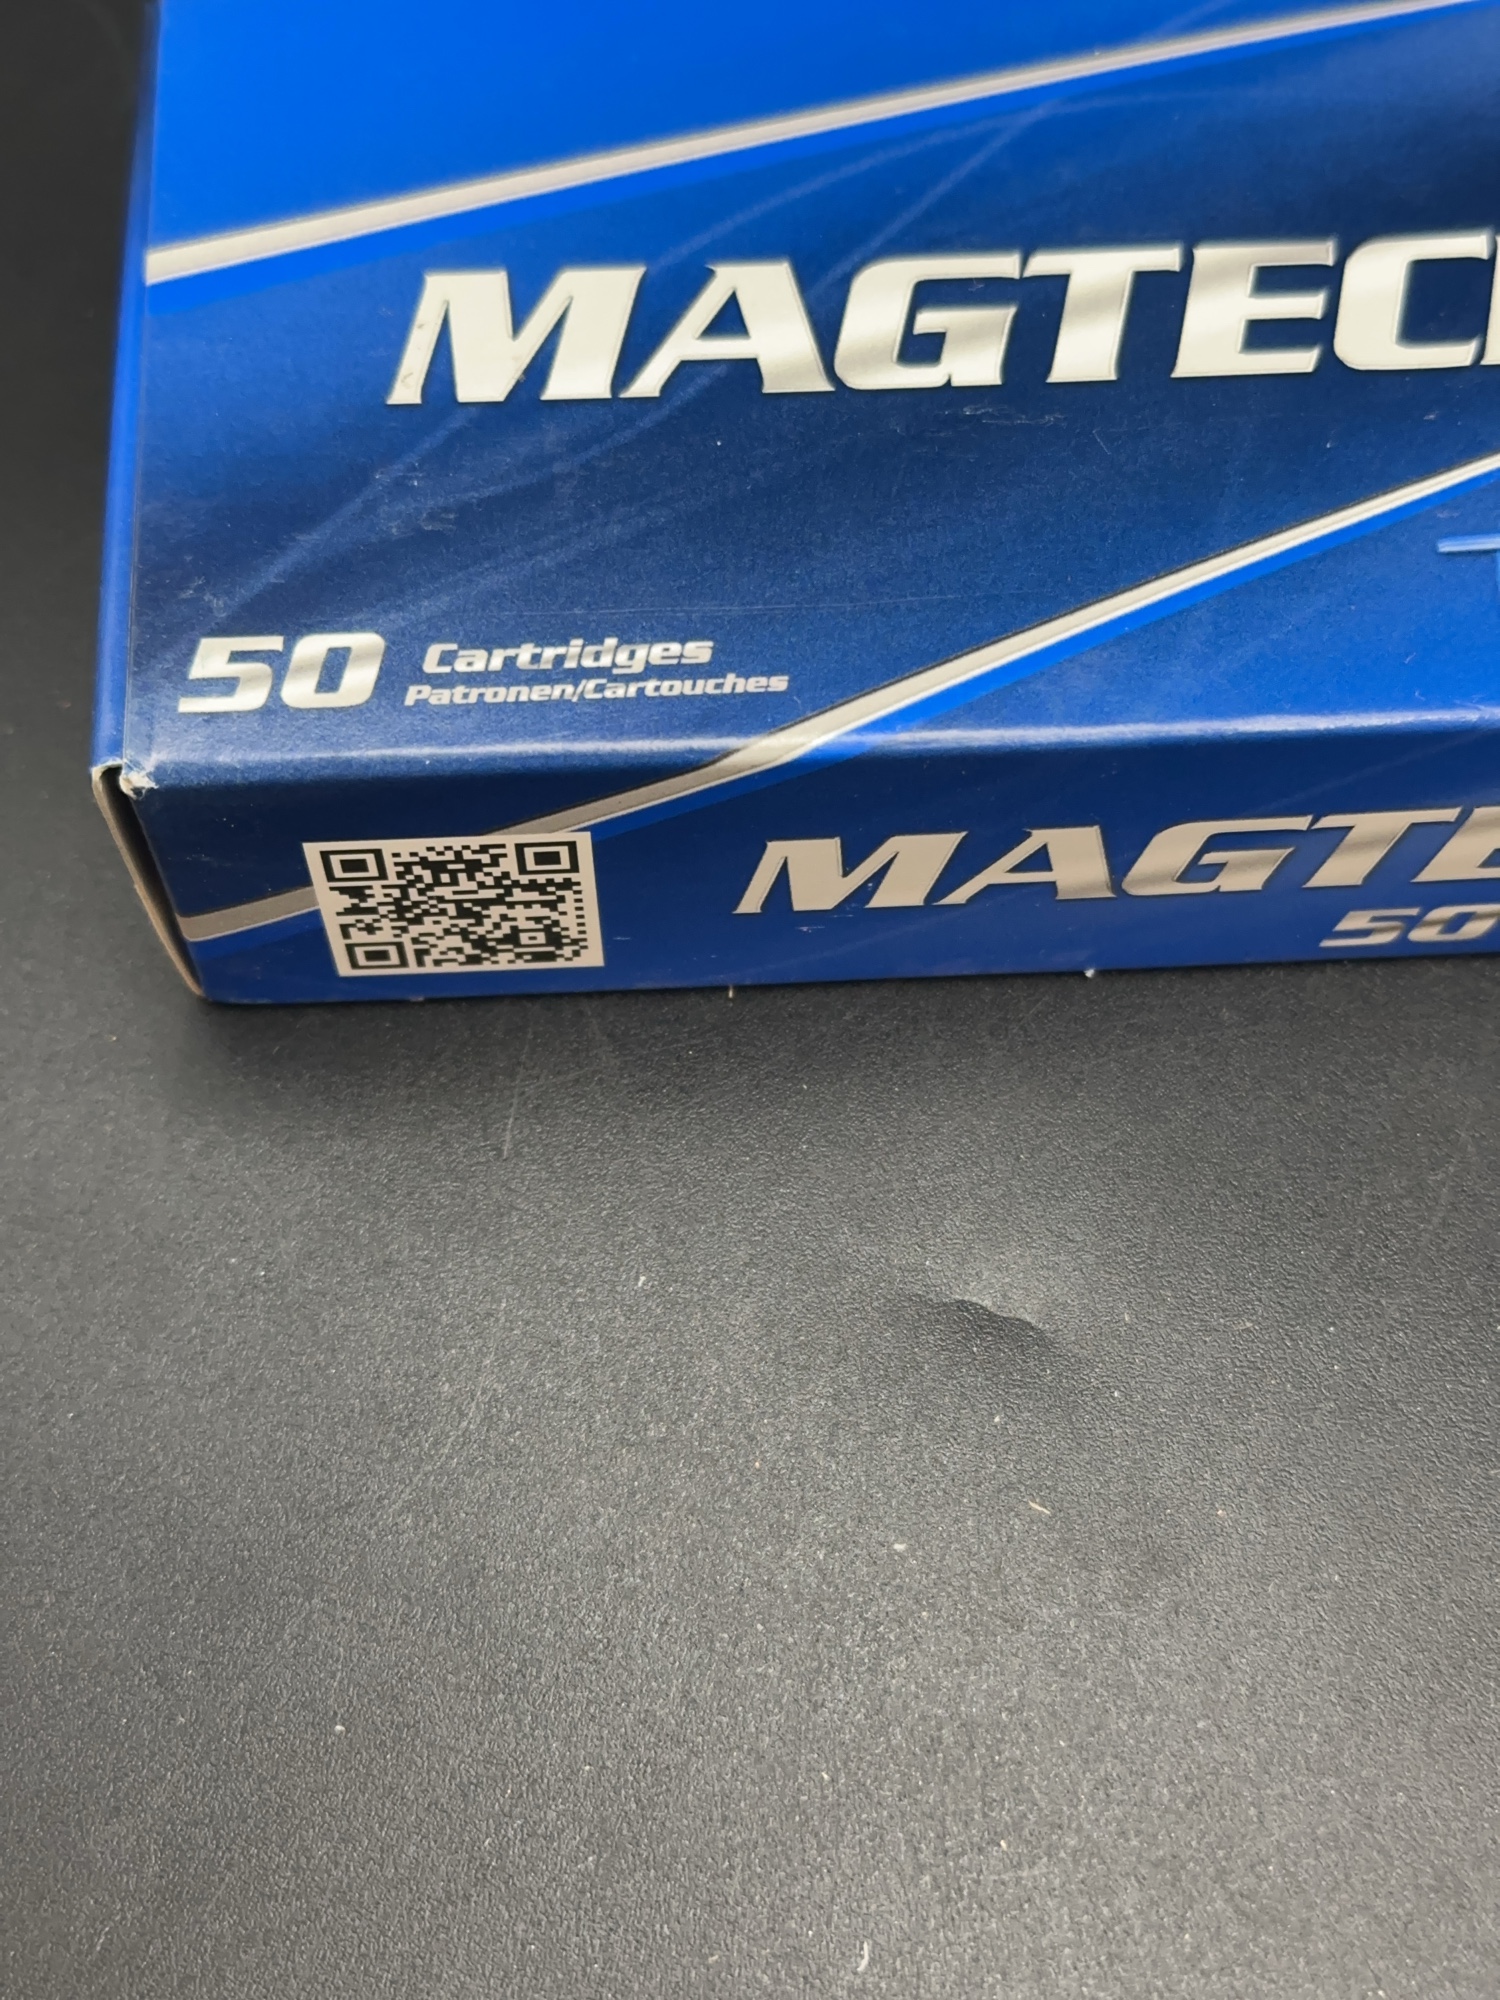 MAGTEC
50 Cartridges
Patronen/Cartouches
MAGTE
50